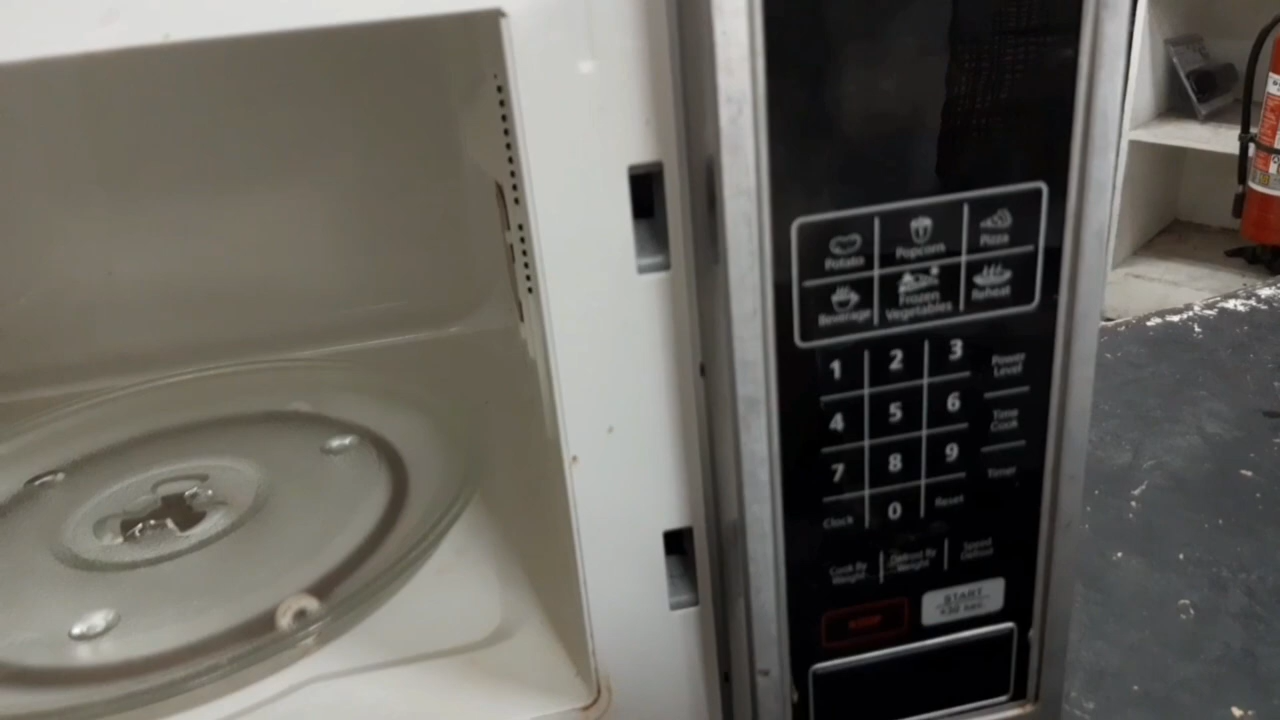 Potato
Popcorn
Pizza
Beverage
Frozen
Vegetables
Reheat
1
2
3
Power
Level
4
5
6
Time
Cook
7
8
9
Timer
Clock
0
Reset
Cook By
Weight
Defrost By
Weight
Speed
Defrost
STOP
START
+30 sec.